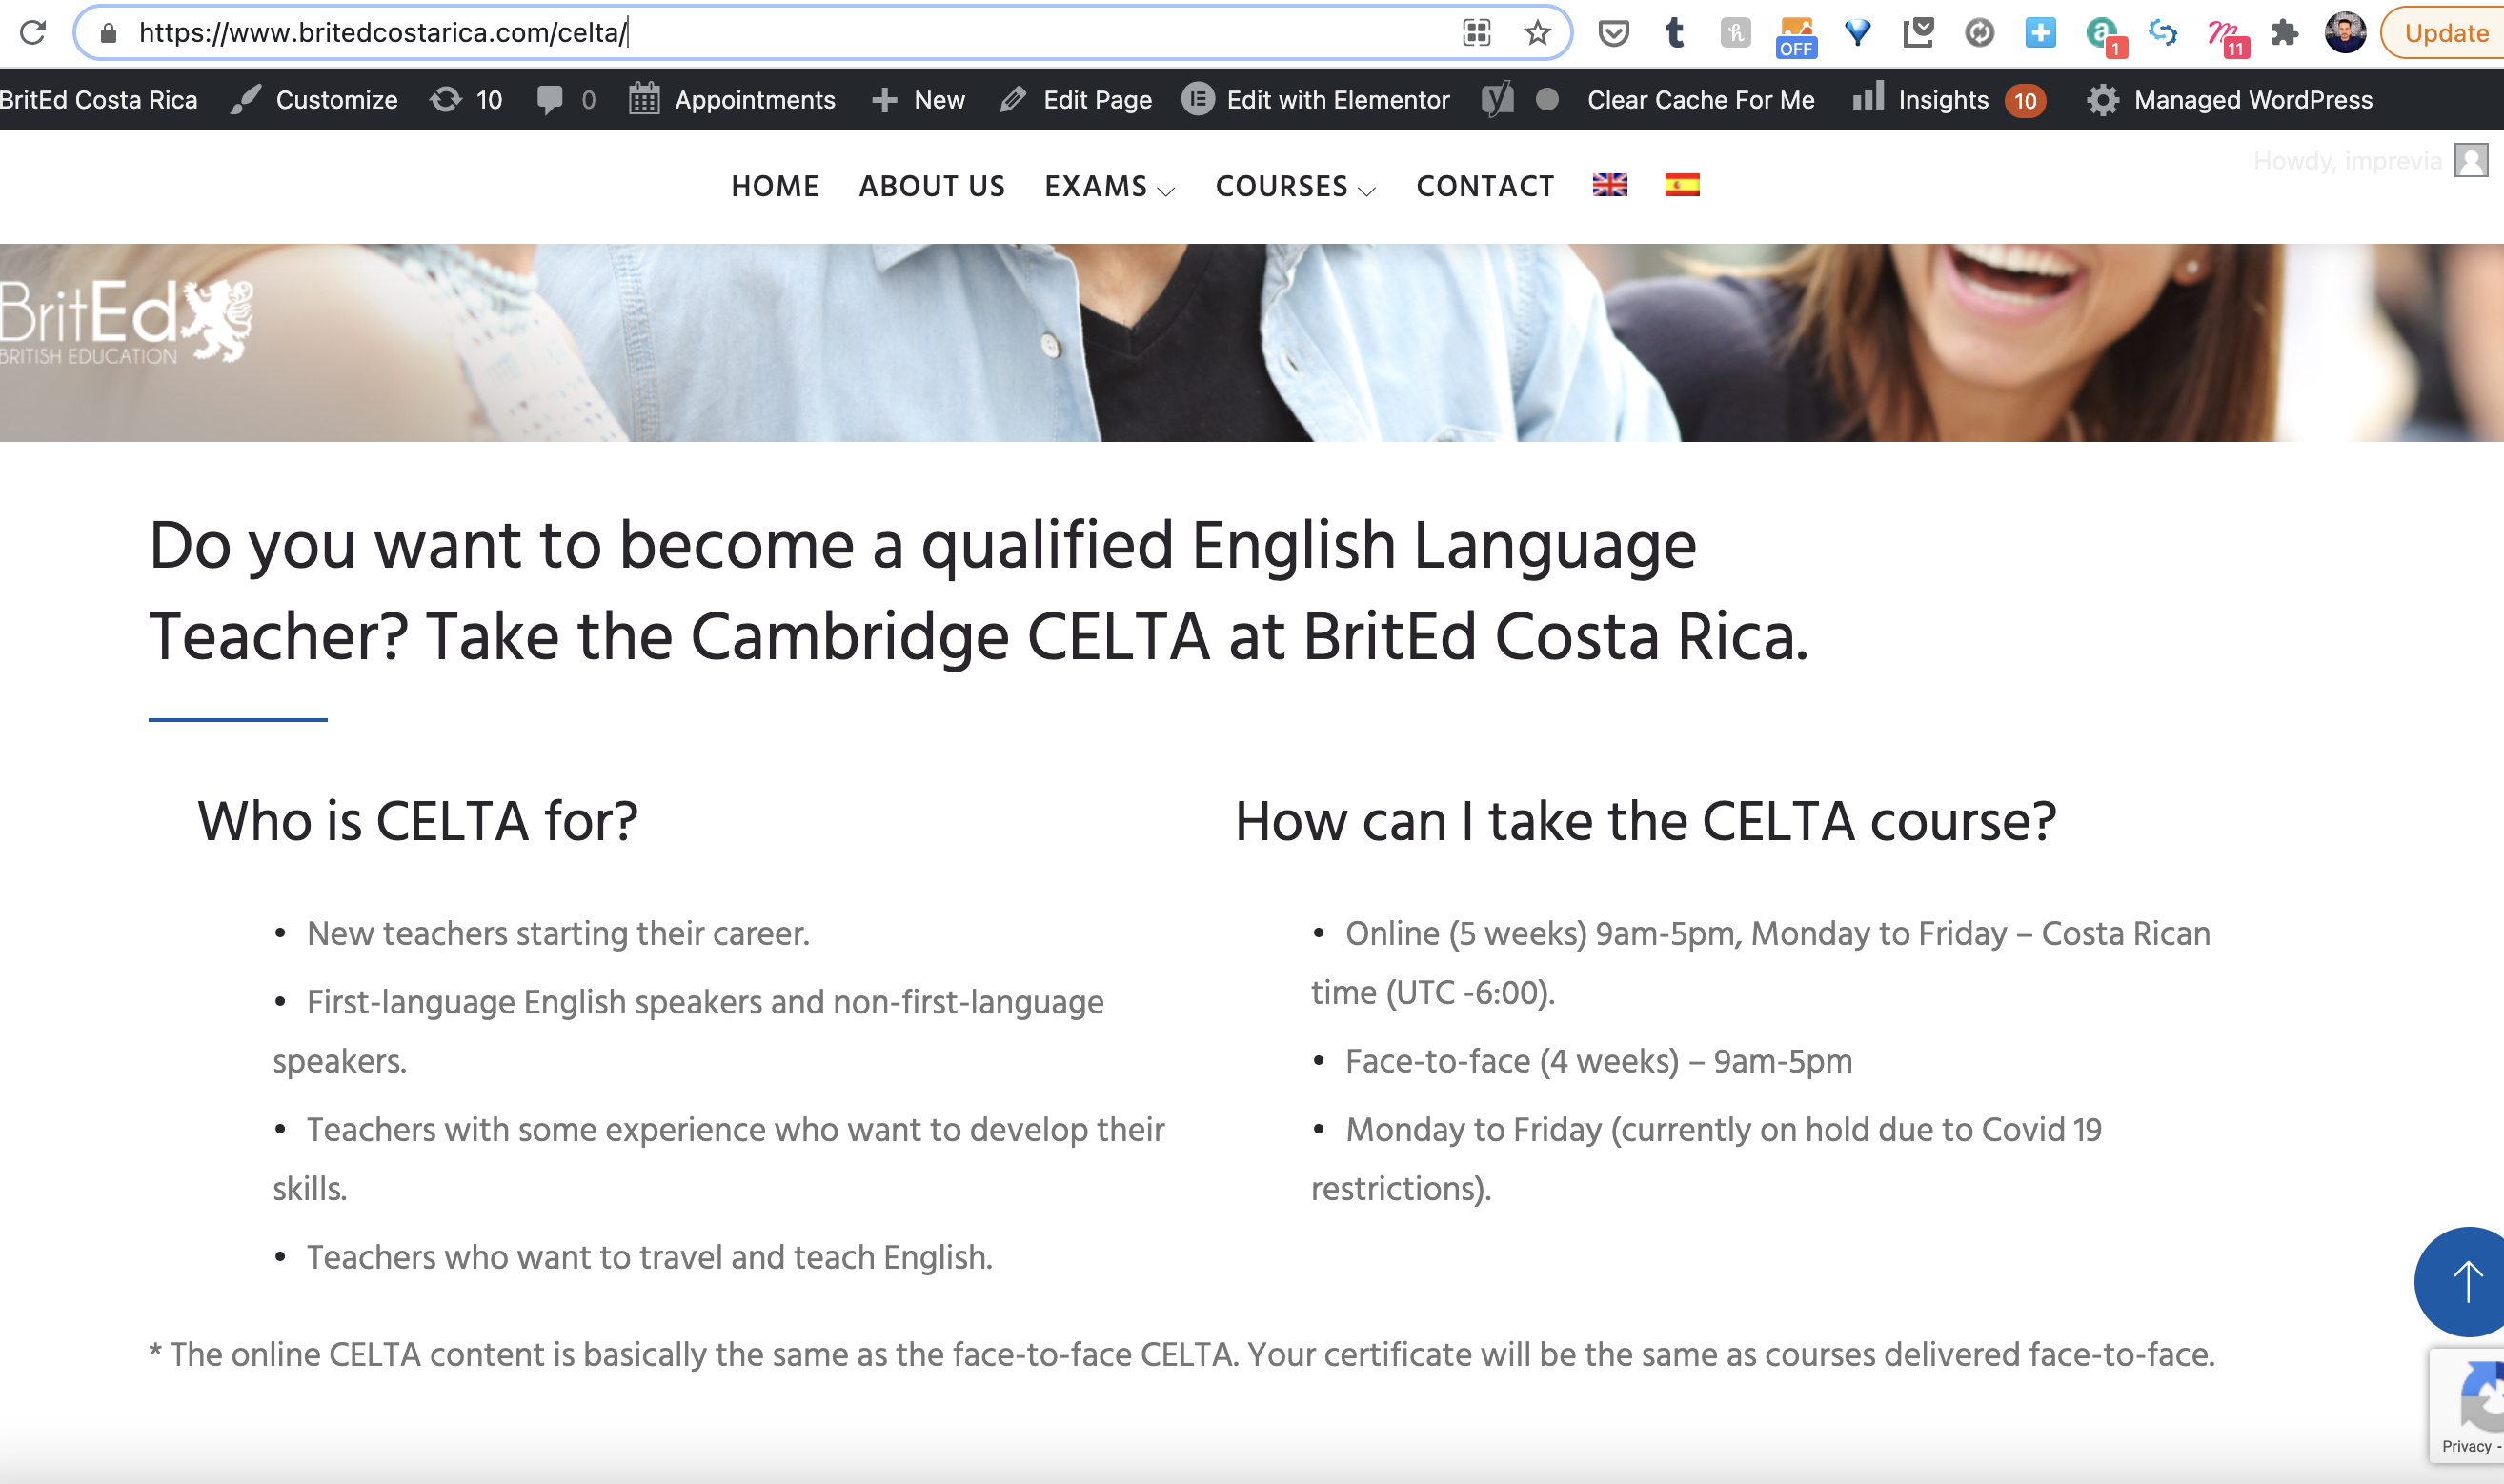 https://www.britedcostarica.com/celta/
OFF
1
11
Update
BritEd Costa Rica Customize 10 0 Appointments New Edit Page Edit with Elementor Clear Cache For Me Insights 10 Managed WordPress
Howdy, imprevia
HOME ABOUT US EXAMS COURSES CONTACT
BritEd
BRITISH EDUCATION
Do you want to become a qualified English Language
Teacher? Take the Cambridge CELTA at BritEd Costa Rica.
Who is CELTA for?
• New teachers starting their career.
• First-language English speakers and non-first-language
speakers.
• Teachers with some experience who want to develop their
skills.
• Teachers who want to travel and teach English.
How can I take the CELTA course?
• Online (5 weeks) 9am-5pm, Monday to Friday – Costa Rican
time (UTC -6:00).
• Face-to-face (4 weeks) – 9am-5pm
• Monday to Friday (currently on hold due to Covid 19
restrictions).
* The online CELTA content is basically the same as the face-to-face CELTA. Your certificate will be the same as courses delivered face-to-face.
Privacy -